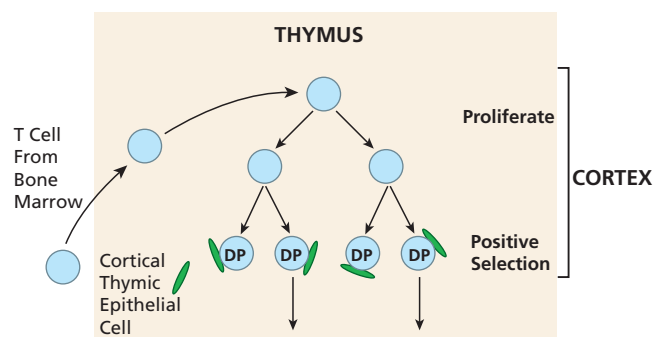 THYMUS
T Cell
From
Bone
Marrow
Proliferate
CORTEX
DP
DP
DP
DP
Positive
Selection
Cortical
Thymic
Epithelial
Cell